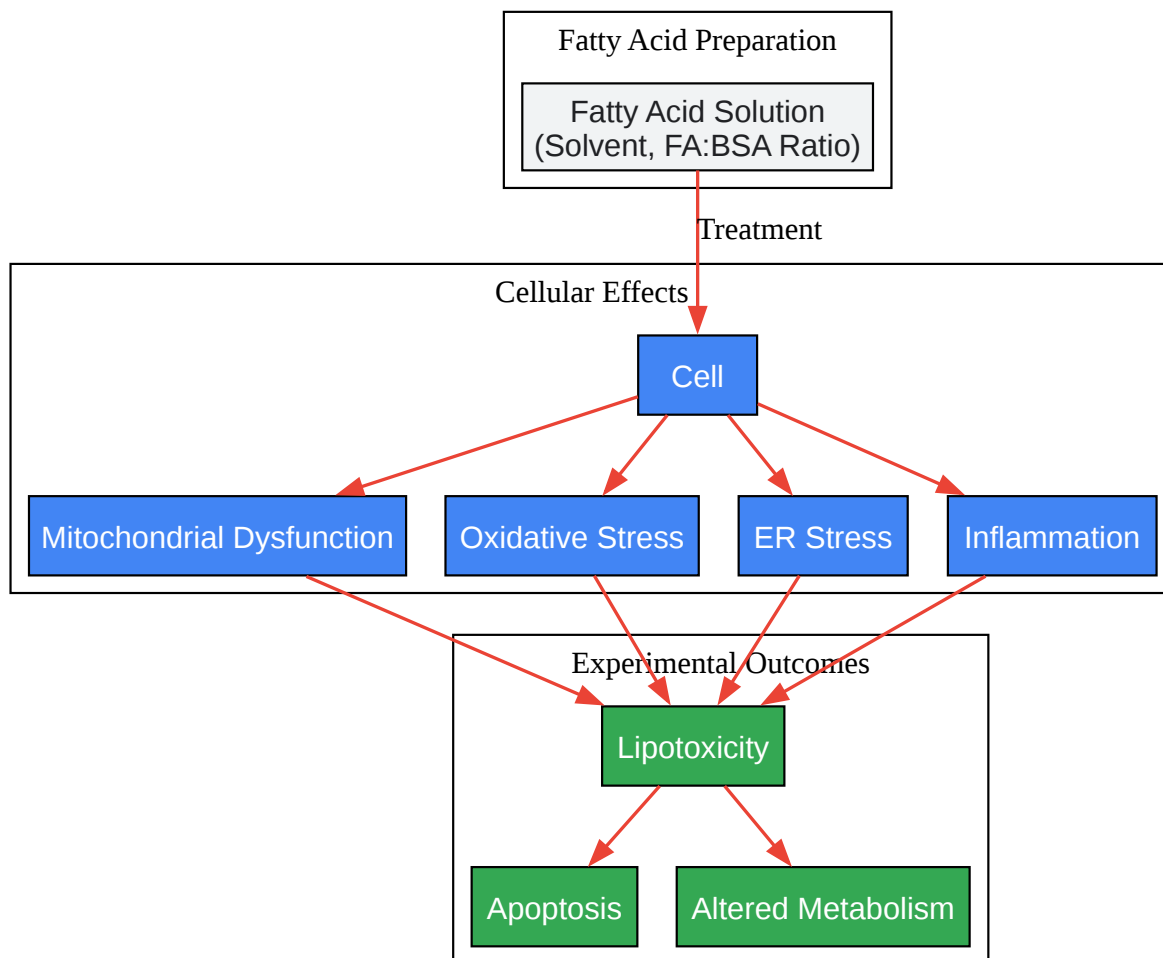 Fatty Acid Preparation
Fatty Acid Solution
(Solvent, FA:BSA Ratio)
Treatment
Cellular Effects
Cell
Mitochondrial Dysfunction
Oxidative Stress
ER Stress
Inflammation
Experimental Outcomes
Lipotoxicity
Apoptosis
Altered Metabolism